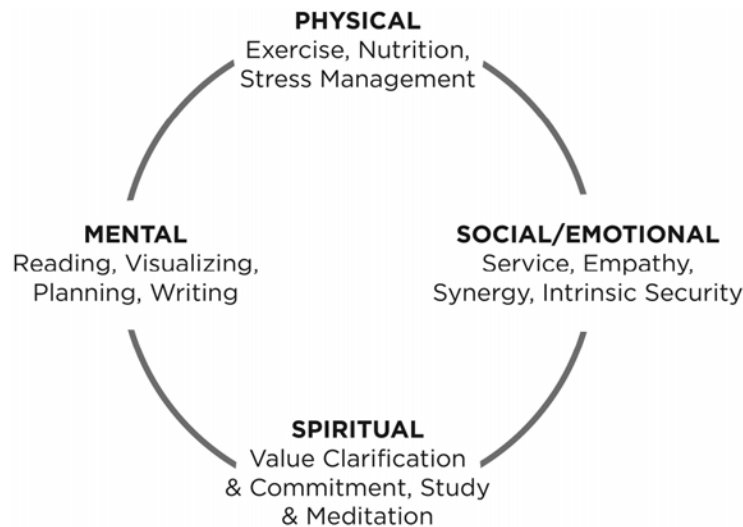 PHYSICAL
Exercise, Nutrition,
Stress Management
MENTAL
Reading, Visualizing,
Planning, Writing
SOCIAL/EMOTIONAL
Service, Empathy,
Synergy, Intrinsic Security
SPIRITUAL
Value Clarification
& Commitment, Study
& Meditation